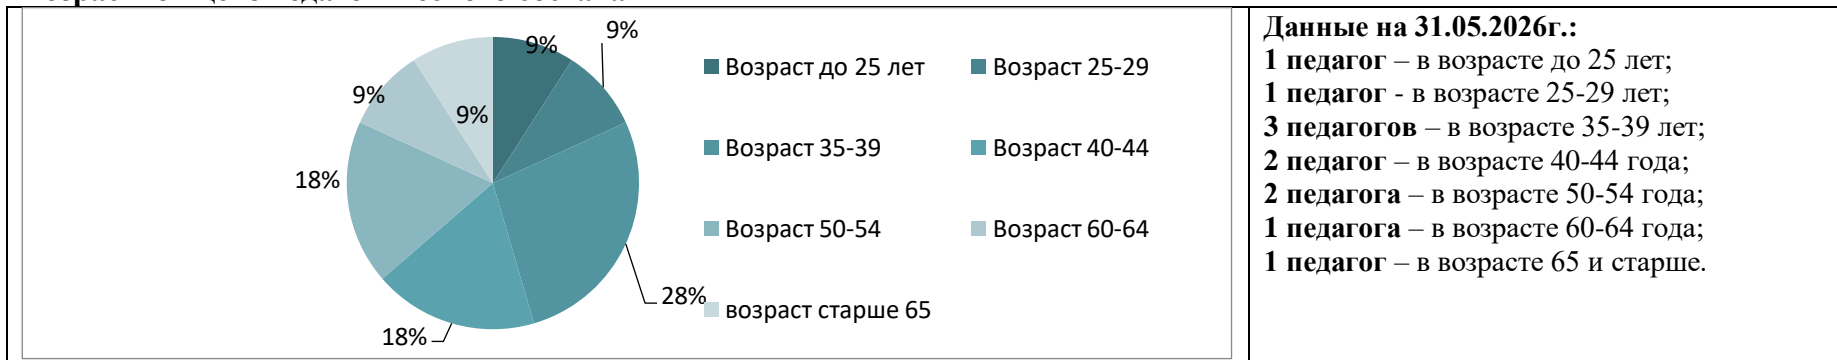 9%
9%
9%
9%
18%
18%
28%
Возраст до 25 лет
Возраст 25-29
Возраст 35-39
Возраст 40-44
Возраст 50-54
Возраст 60-64
возраст старше 65
Данные на 31.05.2026г.:
1 педагог – в возрасте до 25 лет;
1 педагог - в возрасте 25-29 лет;
3 педагогов – в возрасте 35-39 лет;
2 педагог – в возрасте 40-44 года;
2 педагога – в возрасте 50-54 года;
1 педагога – в возрасте 60-64 года;
1 педагог – в возрасте 65 и старше.